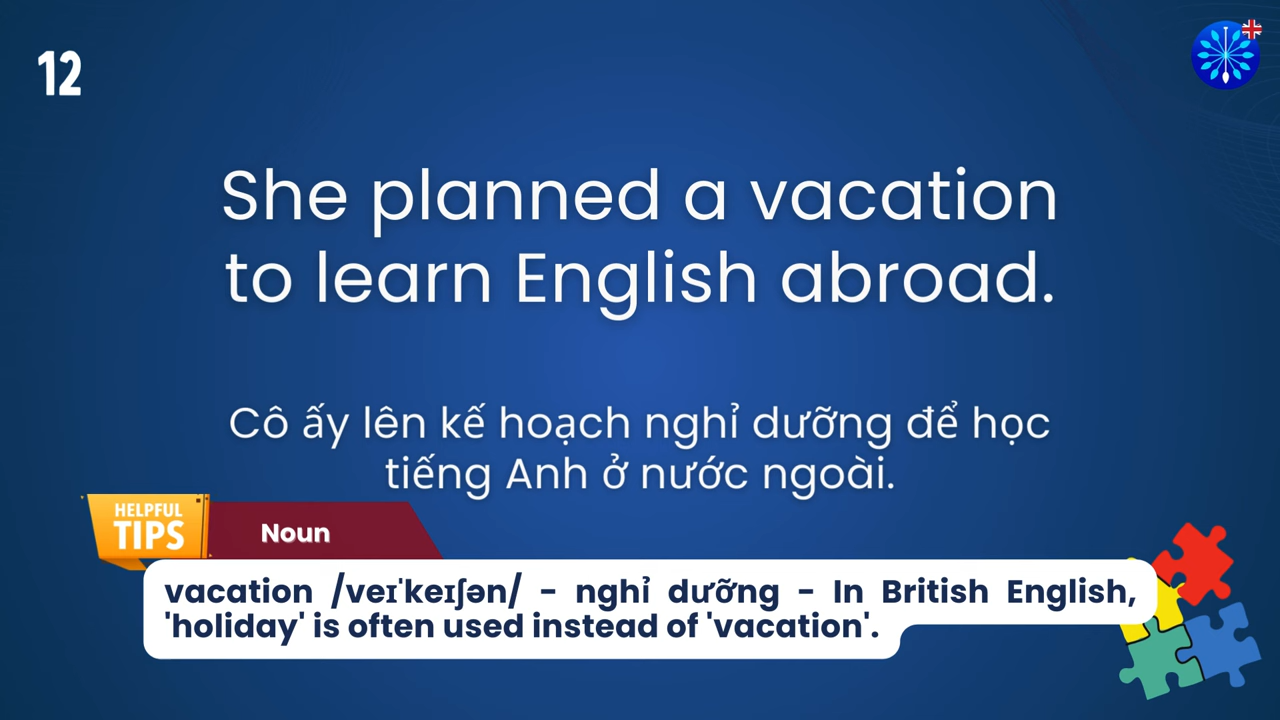 12
She planned a vacation
to learn English abroad.
Cô ấy lên kế hoạch nghỉ dưỡng để học
tiếng Anh ở nước ngoài.
HELPFUL
TIPS
Noun
vacation /veɪˈkeɪʃən/ - nghỉ dưỡng - In British English,
'holiday' is often used instead of 'vacation'.